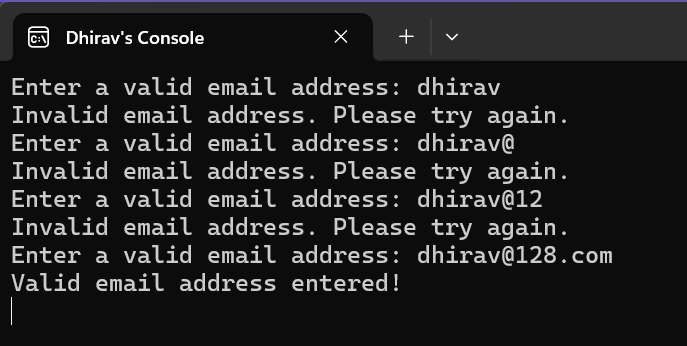 Dhirav's Console
Enter a valid email address: dhirav
Invalid email address. Please try again.
Enter a valid email address: dhirav@
Invalid email address. Please try again.
Enter a valid email address: dhirav@12
Invalid email address. Please try again.
Enter a valid email address: dhirav@128.com
Valid email address entered!